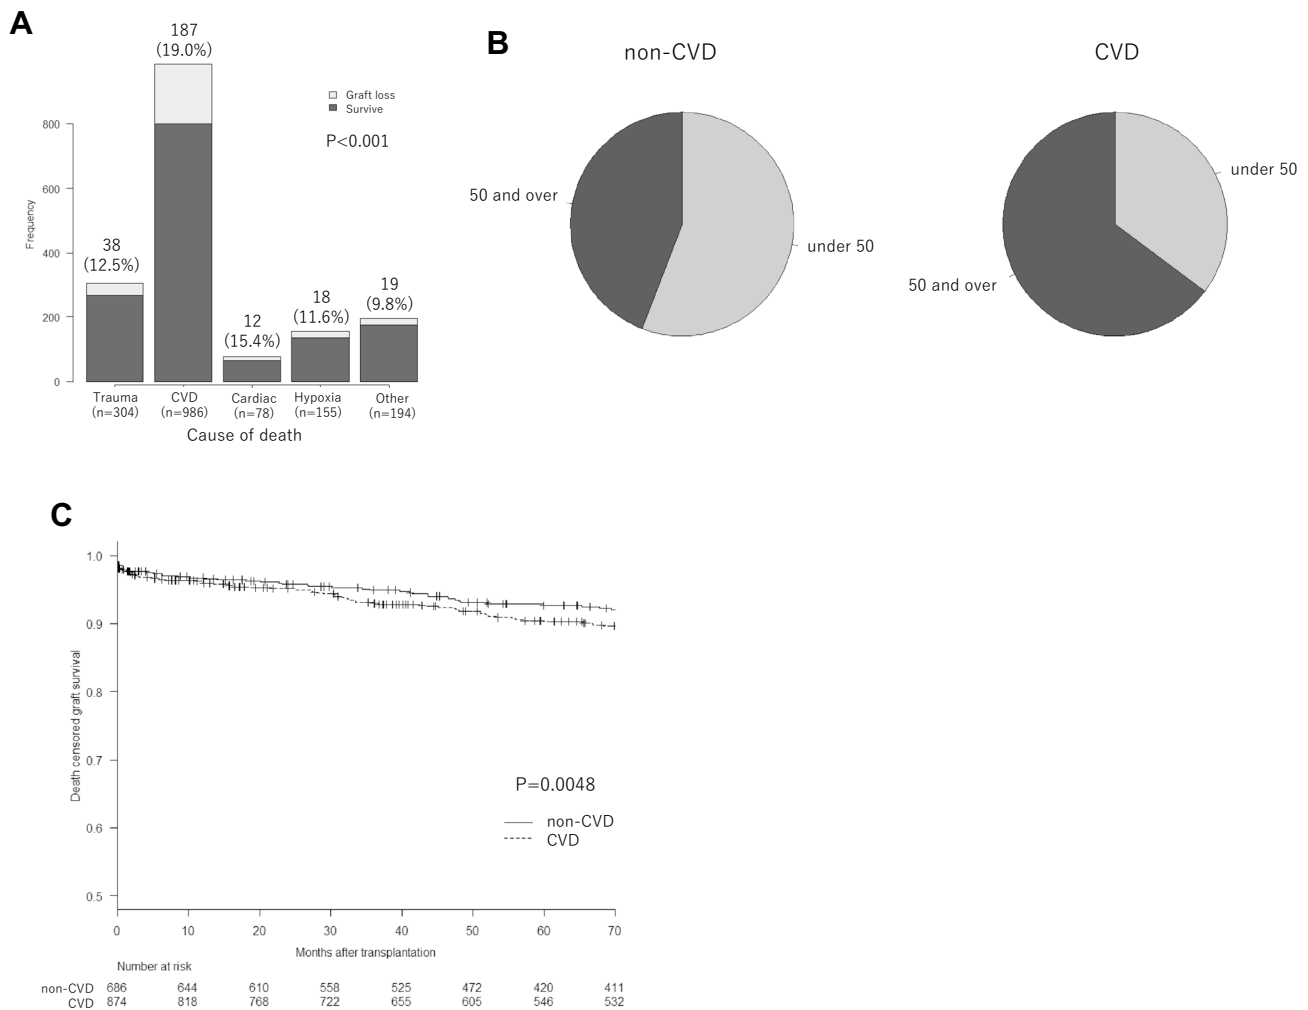 A
187
(19.0%)
Graft loss
Survive
P<0.001
800
600
400
200
0
Frequency
38
(12.5%)
12
(15.4%)
18
(11.6%)
19
(9.8%)
Trauma
(n=304)
CVD
(n=986)
Cardiac
(n=78)
Hypoxia
(n=155)
Other
(n=194)
Cause of death
B
non-CVD
50 and over
under 50
CVD
under 50
50 and over
C
1.0
0.9
0.8
0.7
0.6
0.5
Death censored graft survival
P=0.0048
non-CVD
CVD
0 10 20 30 40 50 60 70
Months after transplantation
Number at risk
non-CVD 686 644 610 558 525 472 420 411
CVD 874 818 768 722 655 605 546 532